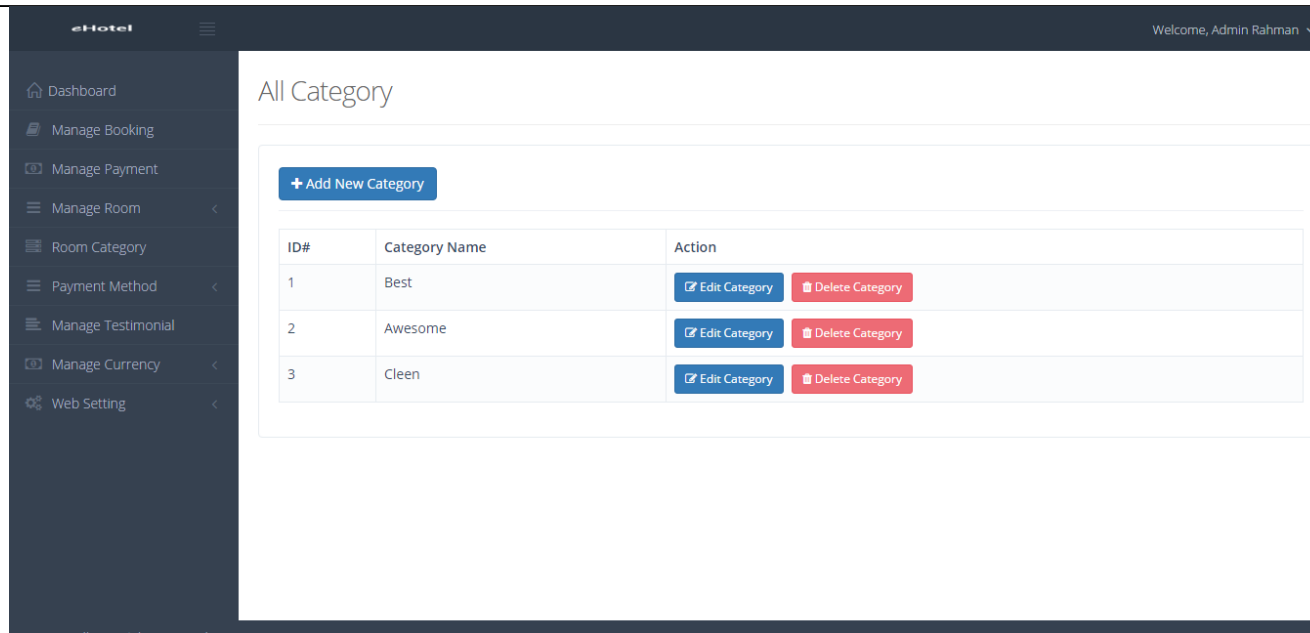 eHotel
Welcome, Admin Rahman
Dashboard
Manage Booking
Manage Payment
Manage Room
Room Category
Payment Method
Manage Testimonial
Manage Currency
Web Setting
All Category
Add New Category
ID# Category Name Action
1 Best Edit Category Delete Category
2 Awesome Edit Category Delete Category
3 Cleen Edit Category Delete Category